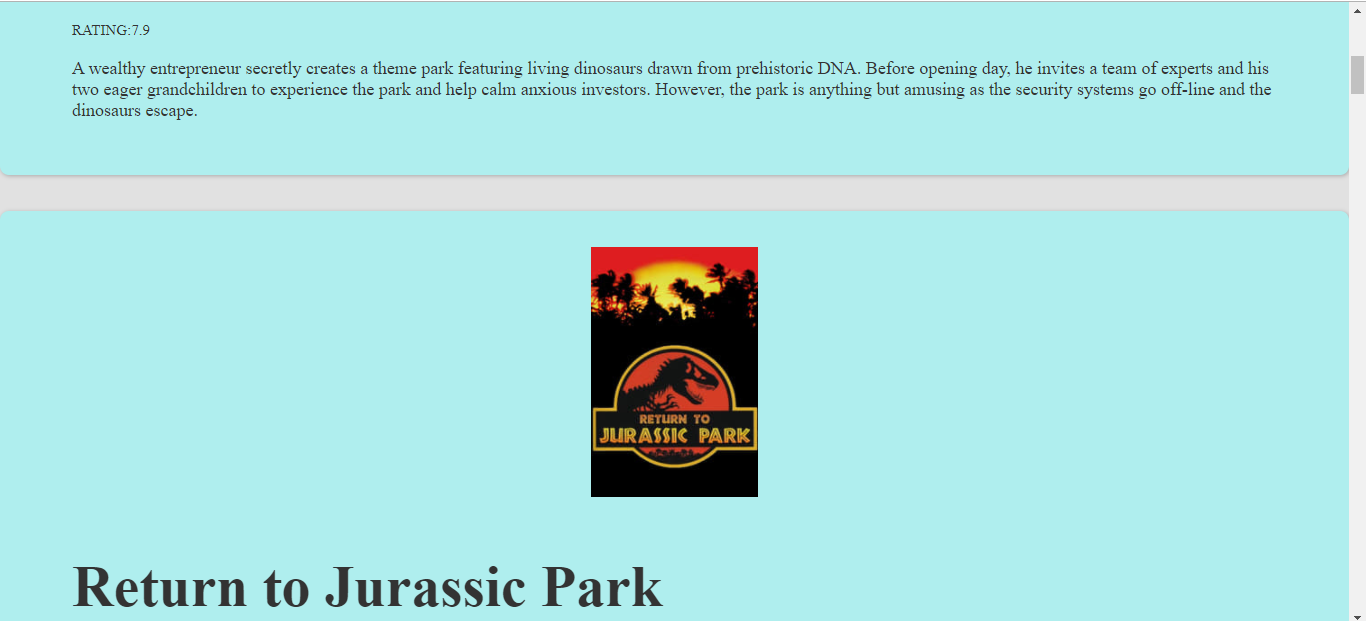 RATING:7.9
A wealthy entrepreneur secretly creates a theme park featuring living dinosaurs drawn from prehistoric DNA. Before opening day, he invites a team of experts and his
two eager grandchildren to experience the park and help calm anxious investors. However, the park is anything but amusing as the security systems go off-line and the
dinosaurs escape.
RETURN TO
JURASSIC PARK
Return to Jurassic Park